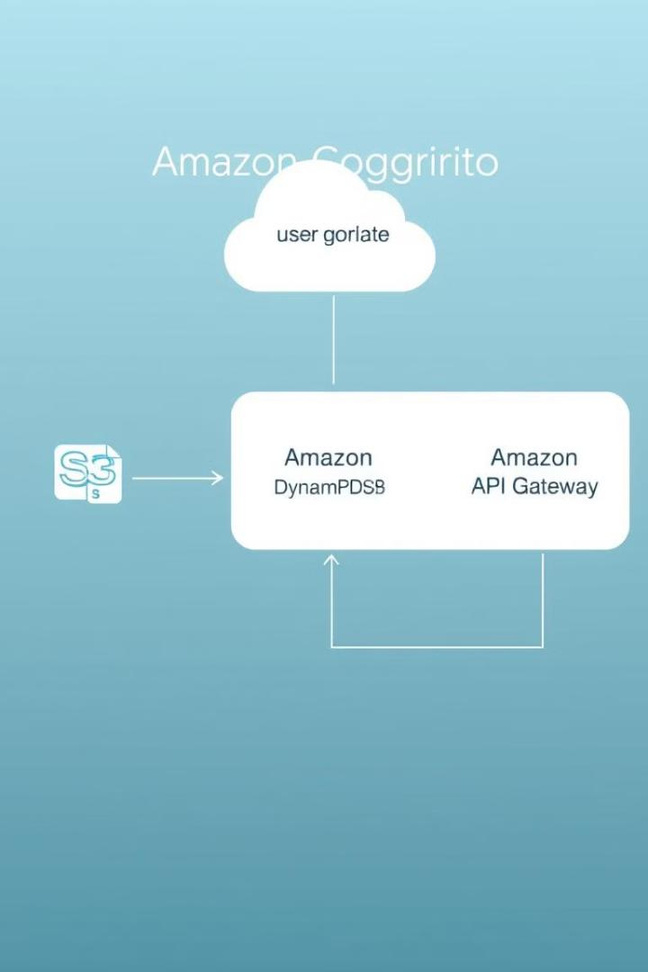 Amazon Coggririto
user gorlate
S3
S
Amazon
DynamPDSB
Amazon
API Gateway